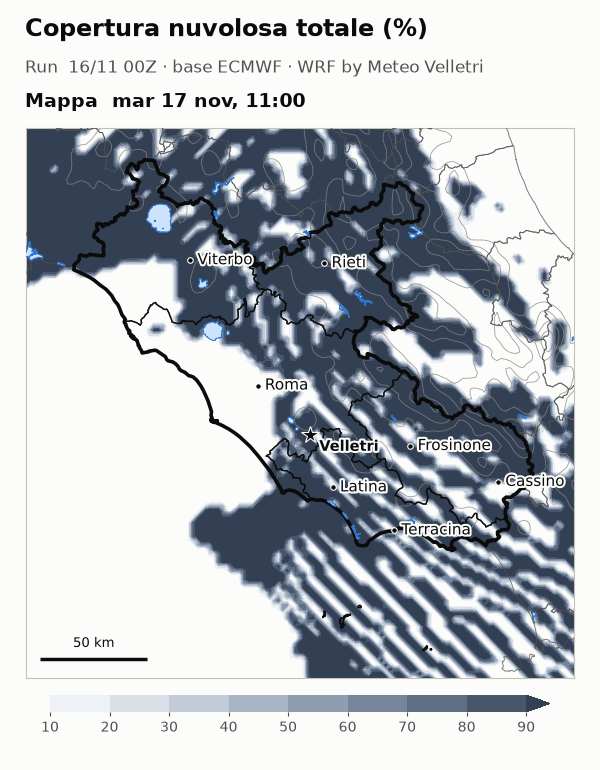 Copertura nuvolosa totale (%)
Run  16/11 00Z · base ECMWF · WRF by Meteo Velletri
Mappa  mar 17 nov, 11:00
Viterbo
Rieti
Roma
Velletri
Frosinone
Cassino
Latina
Terracina
50 km
10 20 30 40 50 60 70 80 90